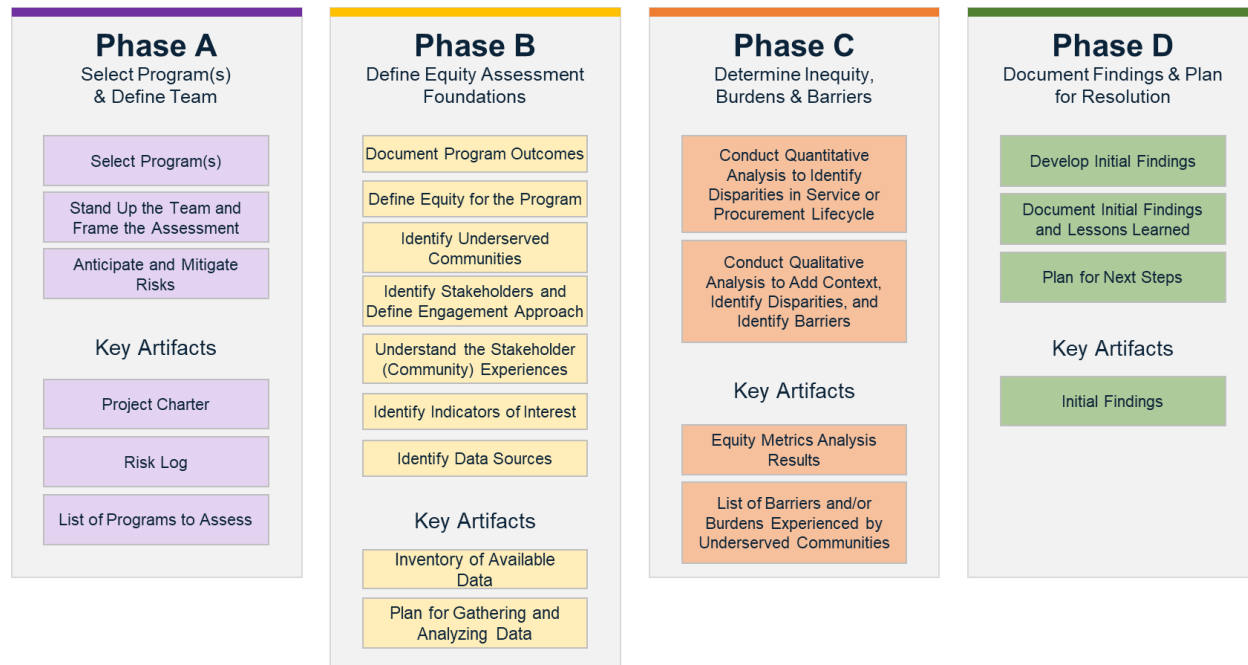 Phase A
Select Program(s)
& Define Team
Select Program(s)
Stand Up the Team and
Frame the Assessment
Anticipate and Mitigate
Risks
Key Artifacts
Project Charter
Risk Log
List of Programs to Assess
Phase B
Define Equity Assessment
Foundations
Document Program Outcomes
Define Equity for the Program
Identify Underserved
Communities
Identify Stakeholders and
Define Engagement Approach
Understand the Stakeholder
(Community) Experiences
Identify Indicators of Interest
Identify Data Sources
Key Artifacts
Inventory of Available
Data
Plan for Gathering and
Analyzing Data
Phase C
Determine Inequity,
Burdens & Barriers
Conduct Quantitative
Analysis to Identify
Disparities in Service or
Procurement Lifecycle
Conduct Qualitative
Analysis to Add Context,
Identify Disparities, and
Identify Barriers
Key Artifacts
Equity Metrics Analysis
Results
List of Barriers and/or
Burdens Experienced by
Underserved Communities
Phase D
Document Findings & Plan
for Resolution
Develop Initial Findings
Document Initial Findings
and Lessons Learned
Plan for Next Steps
Key Artifacts
Initial Findings